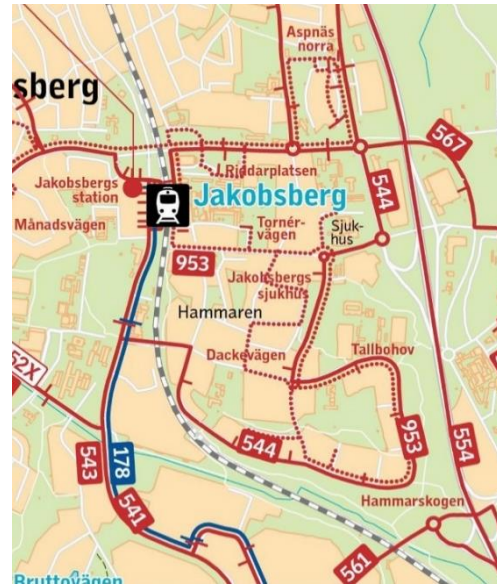 Aspnäs
norra
sberg
567
Riddarplatsen
Jakobsbergs
station
Jakobsberg
544
Månadsvägen
Tornér-
vägen
Sjuk-
hus
953
Jakobsbergs
sjukhus
Hammaren
Dackevägen
Tallbohov
52X
544
953
543
178
554
541
Hammarskogen
561
Bruttovägen